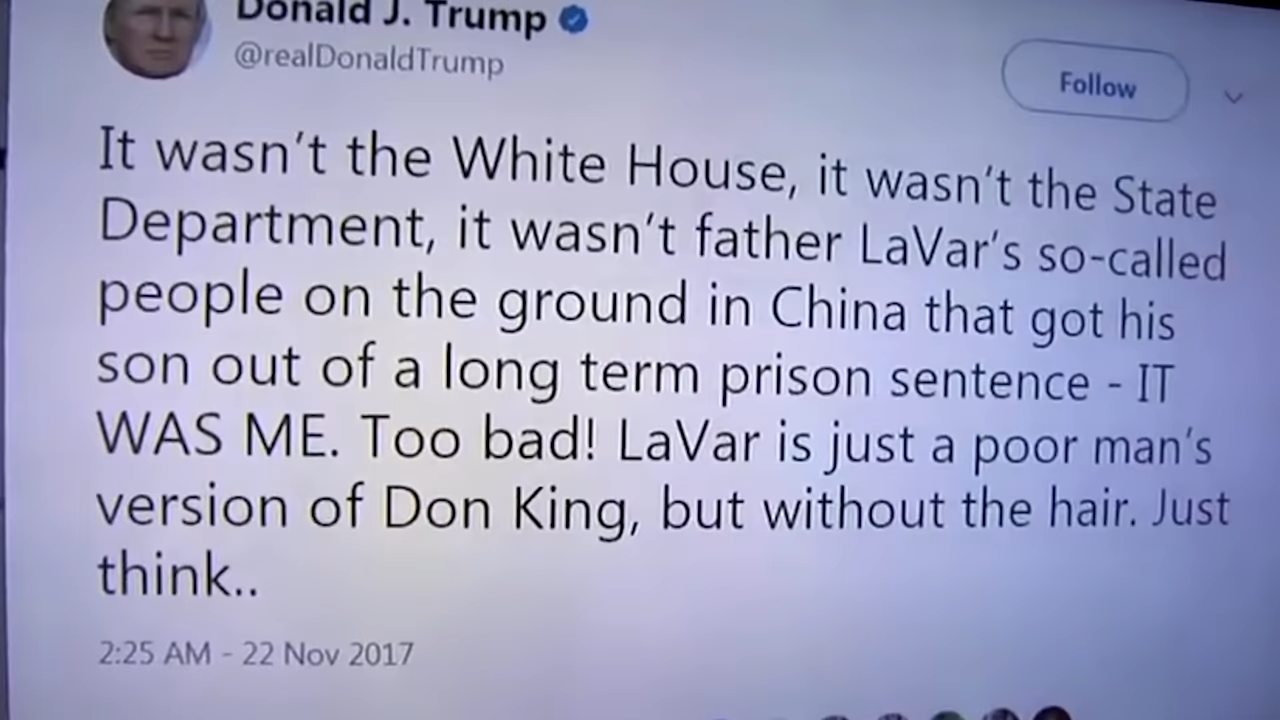 Donald J. Trump
@realDonaldTrump
Follow
It wasn't the White House, it wasn't the State
Department, it wasn't father LaVar's so-called
people on the ground in China that got his
son out of a long term prison sentence - IT
WAS ME. Too bad! LaVar is just a poor man's
version of Don King, but without the hair. Just
think..
2:25 AM - 22 Nov 2017